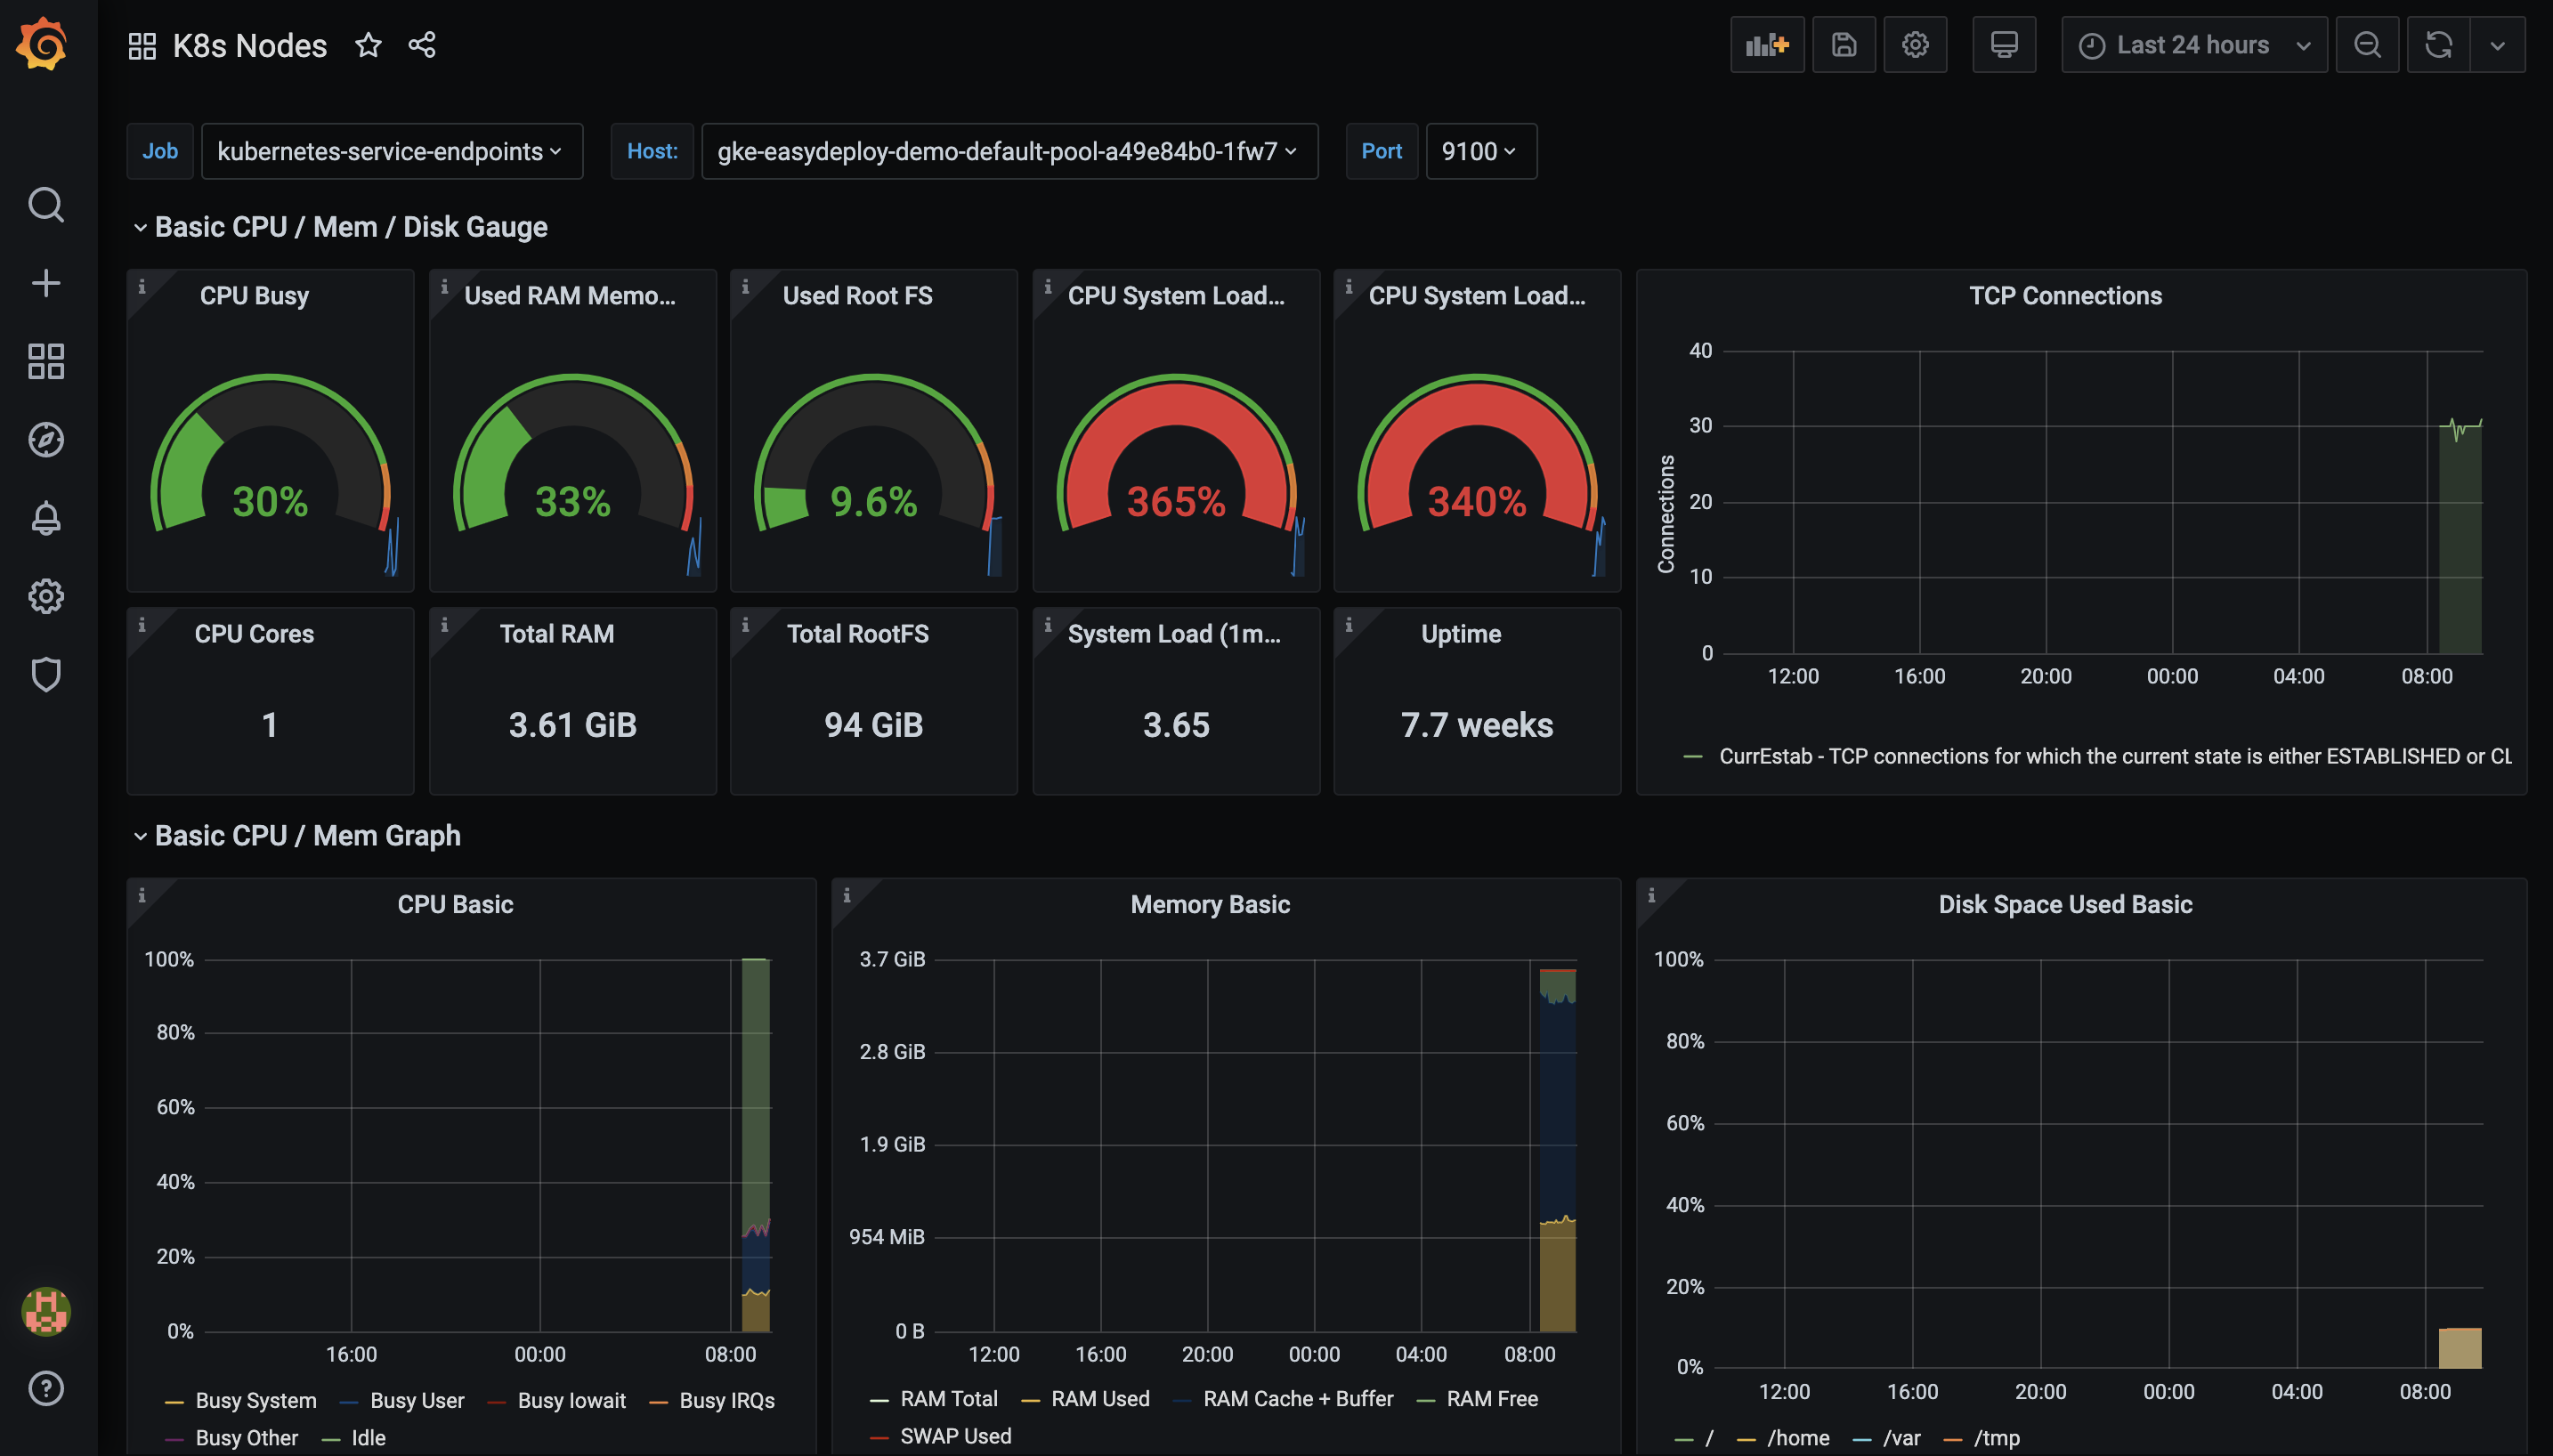 K8s Nodes
Last 24 hours
Job kubernetes-service-endpoints Host: gke-easydeploy-demo-default-pool-a49e84b0-1fw7 Port 9100
Basic CPU / Mem / Disk Gauge
CPU Busy
30%
Used RAM Memo...
33%
Used Root FS
9.6%
CPU System Load...
365%
CPU System Load...
340%
TCP Connections
Connections
40
30
20
10
0
12:00 16:00 20:00 00:00 04:00 08:00
CurrEstab - TCP connections for which the current state is either ESTABLISHED or CL
CPU Cores
1
Total RAM
3.61 GiB
Total RootFS
94 GiB
System Load (1m...
3.65
Uptime
7.7 weeks
Basic CPU / Mem Graph
CPU Basic
100%
80%
60%
40%
20%
0%
16:00 00:00 08:00
Busy System Busy User Busy Iowait Busy IRQs
Busy Other Idle
Memory Basic
3.7 GiB
2.8 GiB
1.9 GiB
954 MiB
0 B
12:00 16:00 20:00 00:00 04:00 08:00
RAM Total RAM Used RAM Cache + Buffer RAM Free
SWAP Used
Disk Space Used Basic
100%
80%
60%
40%
20%
0%
12:00 16:00 20:00 00:00 04:00 08:00
/ /home /var /tmp